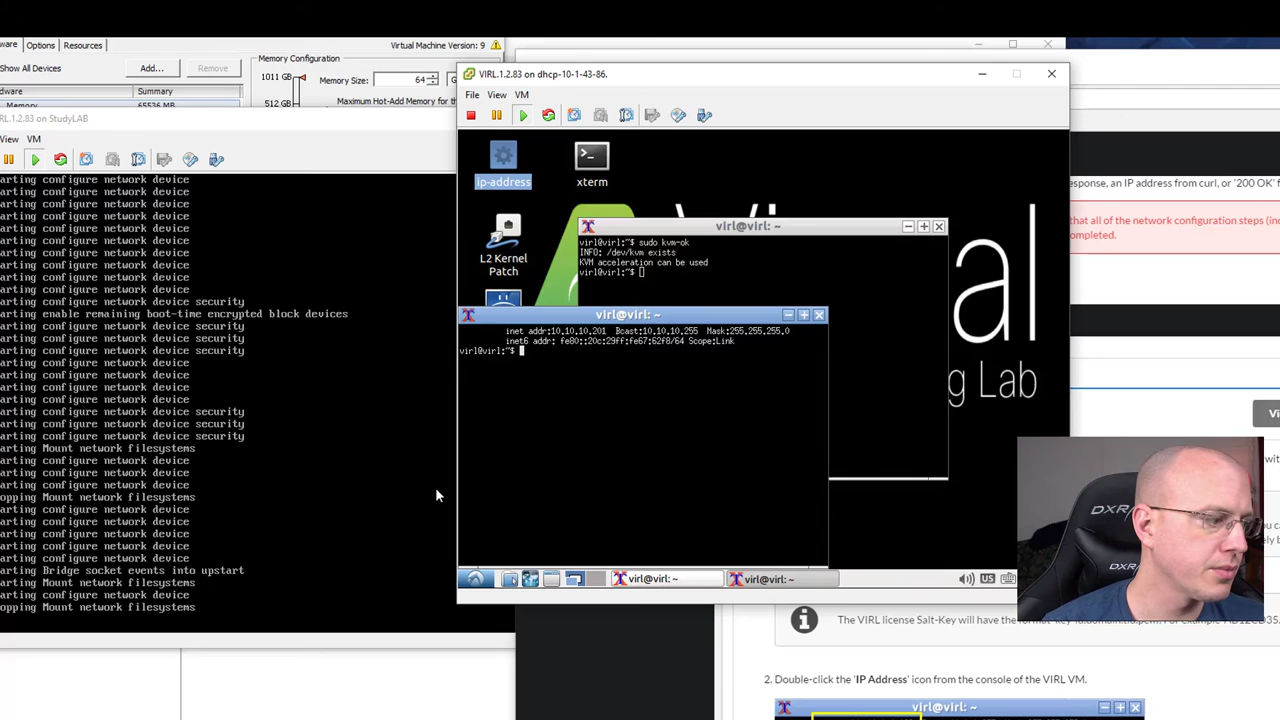 Options
Resources
Virtual Machine Version: 9
Show All Devices
Add...
Remove
Memory Configuration
Summary
Memory
65536 MB
1011 GB
512 GB
Memory Size:
64
Maximum Hot-Add Memory for
RL.1.2.83 on StudyLAB
View VM
arting configure network device
arting configure network device
arting configure network device
arting configure network device
arting configure network device
arting configure network device
arting configure network device
arting configure network device
arting configure network device
arting configure network device
arting configure network device security
arting enable remaining boot-time encrypted block devices
arting configure network device security
arting configure network device security
arting configure network device security
arting configure network device
arting configure network device
arting configure network device
arting configure network device
arting configure network device security
arting configure network device security
arting configure network device security
arting Mount network filesystems
arting configure network device
arting configure network device
arting configure network device
opping Mount network filesystems
arting configure network device
arting configure network device
arting configure network device
arting configure network device
arting configure network device
arting Bridge socket events into upstart
arting Mount network filesystems
arting configure network device
opping Mount network filesystems
VIRL.1.2.83 on dhcp-10-1-43-86.
File View VM
ip-address
xterm
L2 Kernel
Patch
virl@virl: ~
virl@virl:~$ sudo kvm-ok
INFO: /dev/kvm exists
KVM acceleration can be used
virl@virl:~$
virl@virl: ~
inet addr:10.10.10.201 Bcast:10.10.10.255 Mask:255.255.255.0
inet6 addr: fe80::20c:29ff:fe67:62f8/64 Scope:Link
virl@virl:~$
al
g Lab
virl@virl: ~
virl@virl: ~
US
esponse, an IP address from curl, or '200 OK'
that all of the network configuration steps
completed.
DXR
The VIRL license Salt-Key will have the format
2. Double-click the 'IP Address' icon from the console of the VIRL VM.
virl@virl: ~